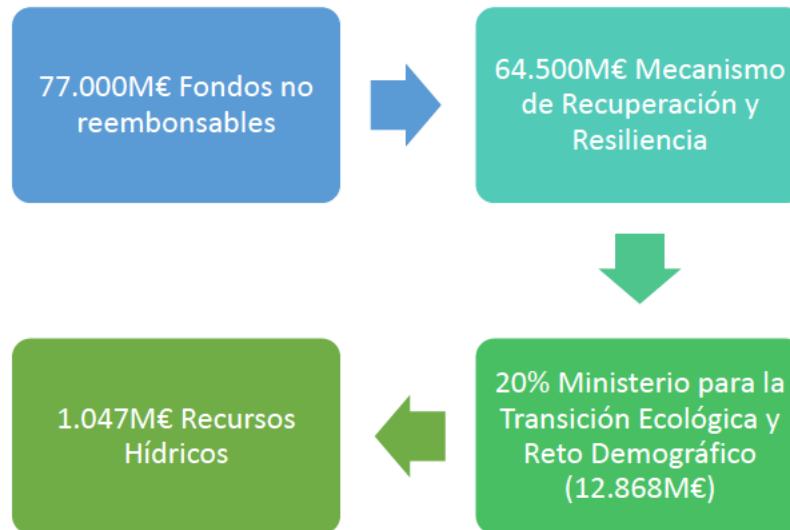 77.000M€ Fondos no
reembonsables
64.500M€ Mecanismo
de Recuperación y
Resiliencia
20% Ministerio para la
Transición Ecológica y
Reto Demográfico
(12.868M€)
1.047M€ Recursos
Hídricos